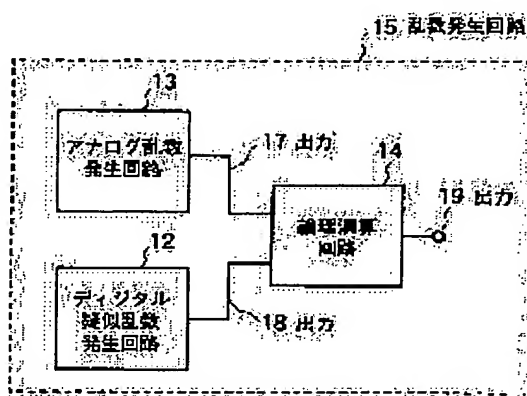 15 乱数発生回路
13
アナログ乱数
発生回路
17 出力
14
論理演算
回路
19 出力
12
ディジタル
疑似乱数
発生回路
18 出力